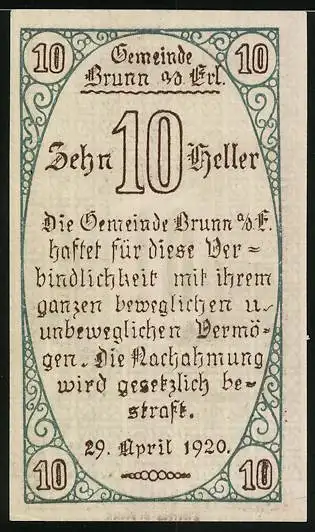 10 Gemeinde 10
Brunn a/d. Erl.
Zehn 10 Heller
Die Gemeinde Brunn a/d. E.
haftet für diese Ver=
bindlichkeit mit ihrem
ganzen beweglichen u.
unbeweglichen Vermö=
gen. Die Nachahmung
wird gesetzlich be=
straft.
29. April 1920.
10 10